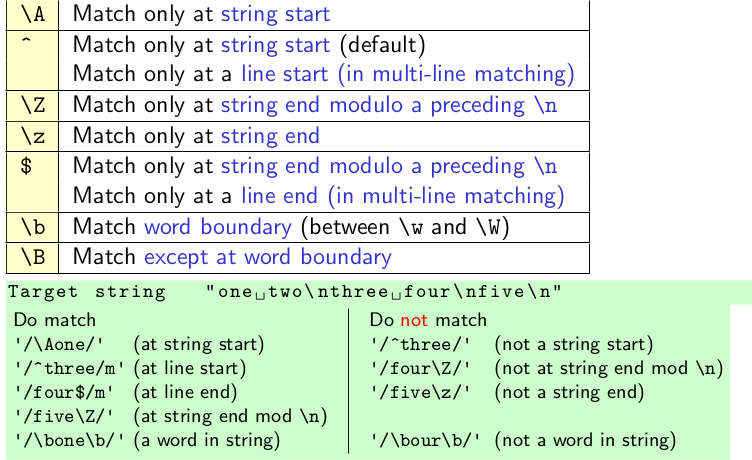 \A Match only at string start
^ Match only at string start (default)
Match only at a line start (in multi-line matching)
\Z Match only at string end modulo a preceding \n
\z Match only at string end
$ Match only at string end modulo a preceding \n
Match only at a line end (in multi-line matching)
\b Match word boundary (between \w and \W)
\B Match except at word boundary
Target string "one␣two\nthree␣four\nfive\n"
Do match Do not match
'/\Aone/' (at string start) '/^three/' (not a string start)
'/^three/m' (at line start) '/four\Z/' (not at string end mod \n)
'/four$/m' (at line end) '/five\z/' (not a string end)
'/five\Z/' (at string end mod \n)
'/\bone\b/' (a word in string) '/\bour\b/' (not a word in string)